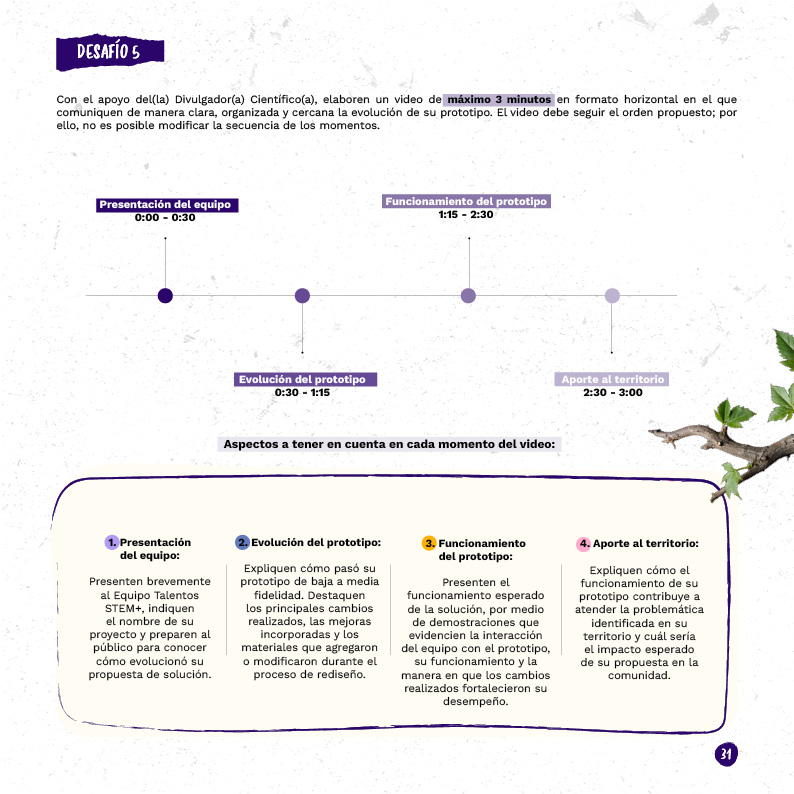 DESAFÍO 5
Con el apoyo del(la) Divulgador(a) Científico(a), elaboren un video de máximo 3 minutos en formato horizontal en el que
comuniquen de manera clara, organizada y cercana la evolución de su prototipo. El video debe seguir el orden propuesto; por
ello, no es posible modificar la secuencia de los momentos.
Presentación del equipo
0:00 - 0:30
Funcionamiento del prototipo
1:15 - 2:30
Evolución del prototipo
0:30 - 1:15
Aporte al territorio
2:30 - 3:00
Aspectos a tener en cuenta en cada momento del video:
1. Presentación
del equipo:
Presenten brevemente
al Equipo Talentos
STEM+, indiquen
el nombre de su
proyecto y preparen al
público para conocer
cómo evolucionó su
propuesta de solución.
2. Evolución del prototipo:
Expliquen cómo pasó su
prototipo de baja a media
fidelidad. Destaquen
los principales cambios
realizados, las mejoras
incorporadas y los
materiales que agregaron
o modificaron durante el
proceso de rediseño.
3. Funcionamiento
del prototipo:
Presenten el
funcionamiento esperado
de la solución, por medio
de demostraciones que
evidencien la interacción
del equipo con el prototipo,
su funcionamiento y la
manera en que los cambios
realizados fortalecieron su
desempeño.
4. Aporte al territorio:
Expliquen cómo el
funcionamiento de su
prototipo contribuye a
atender la problemática
identificada en su
territorio y cuál sería
el impacto esperado
de su propuesta en la
comunidad.
31